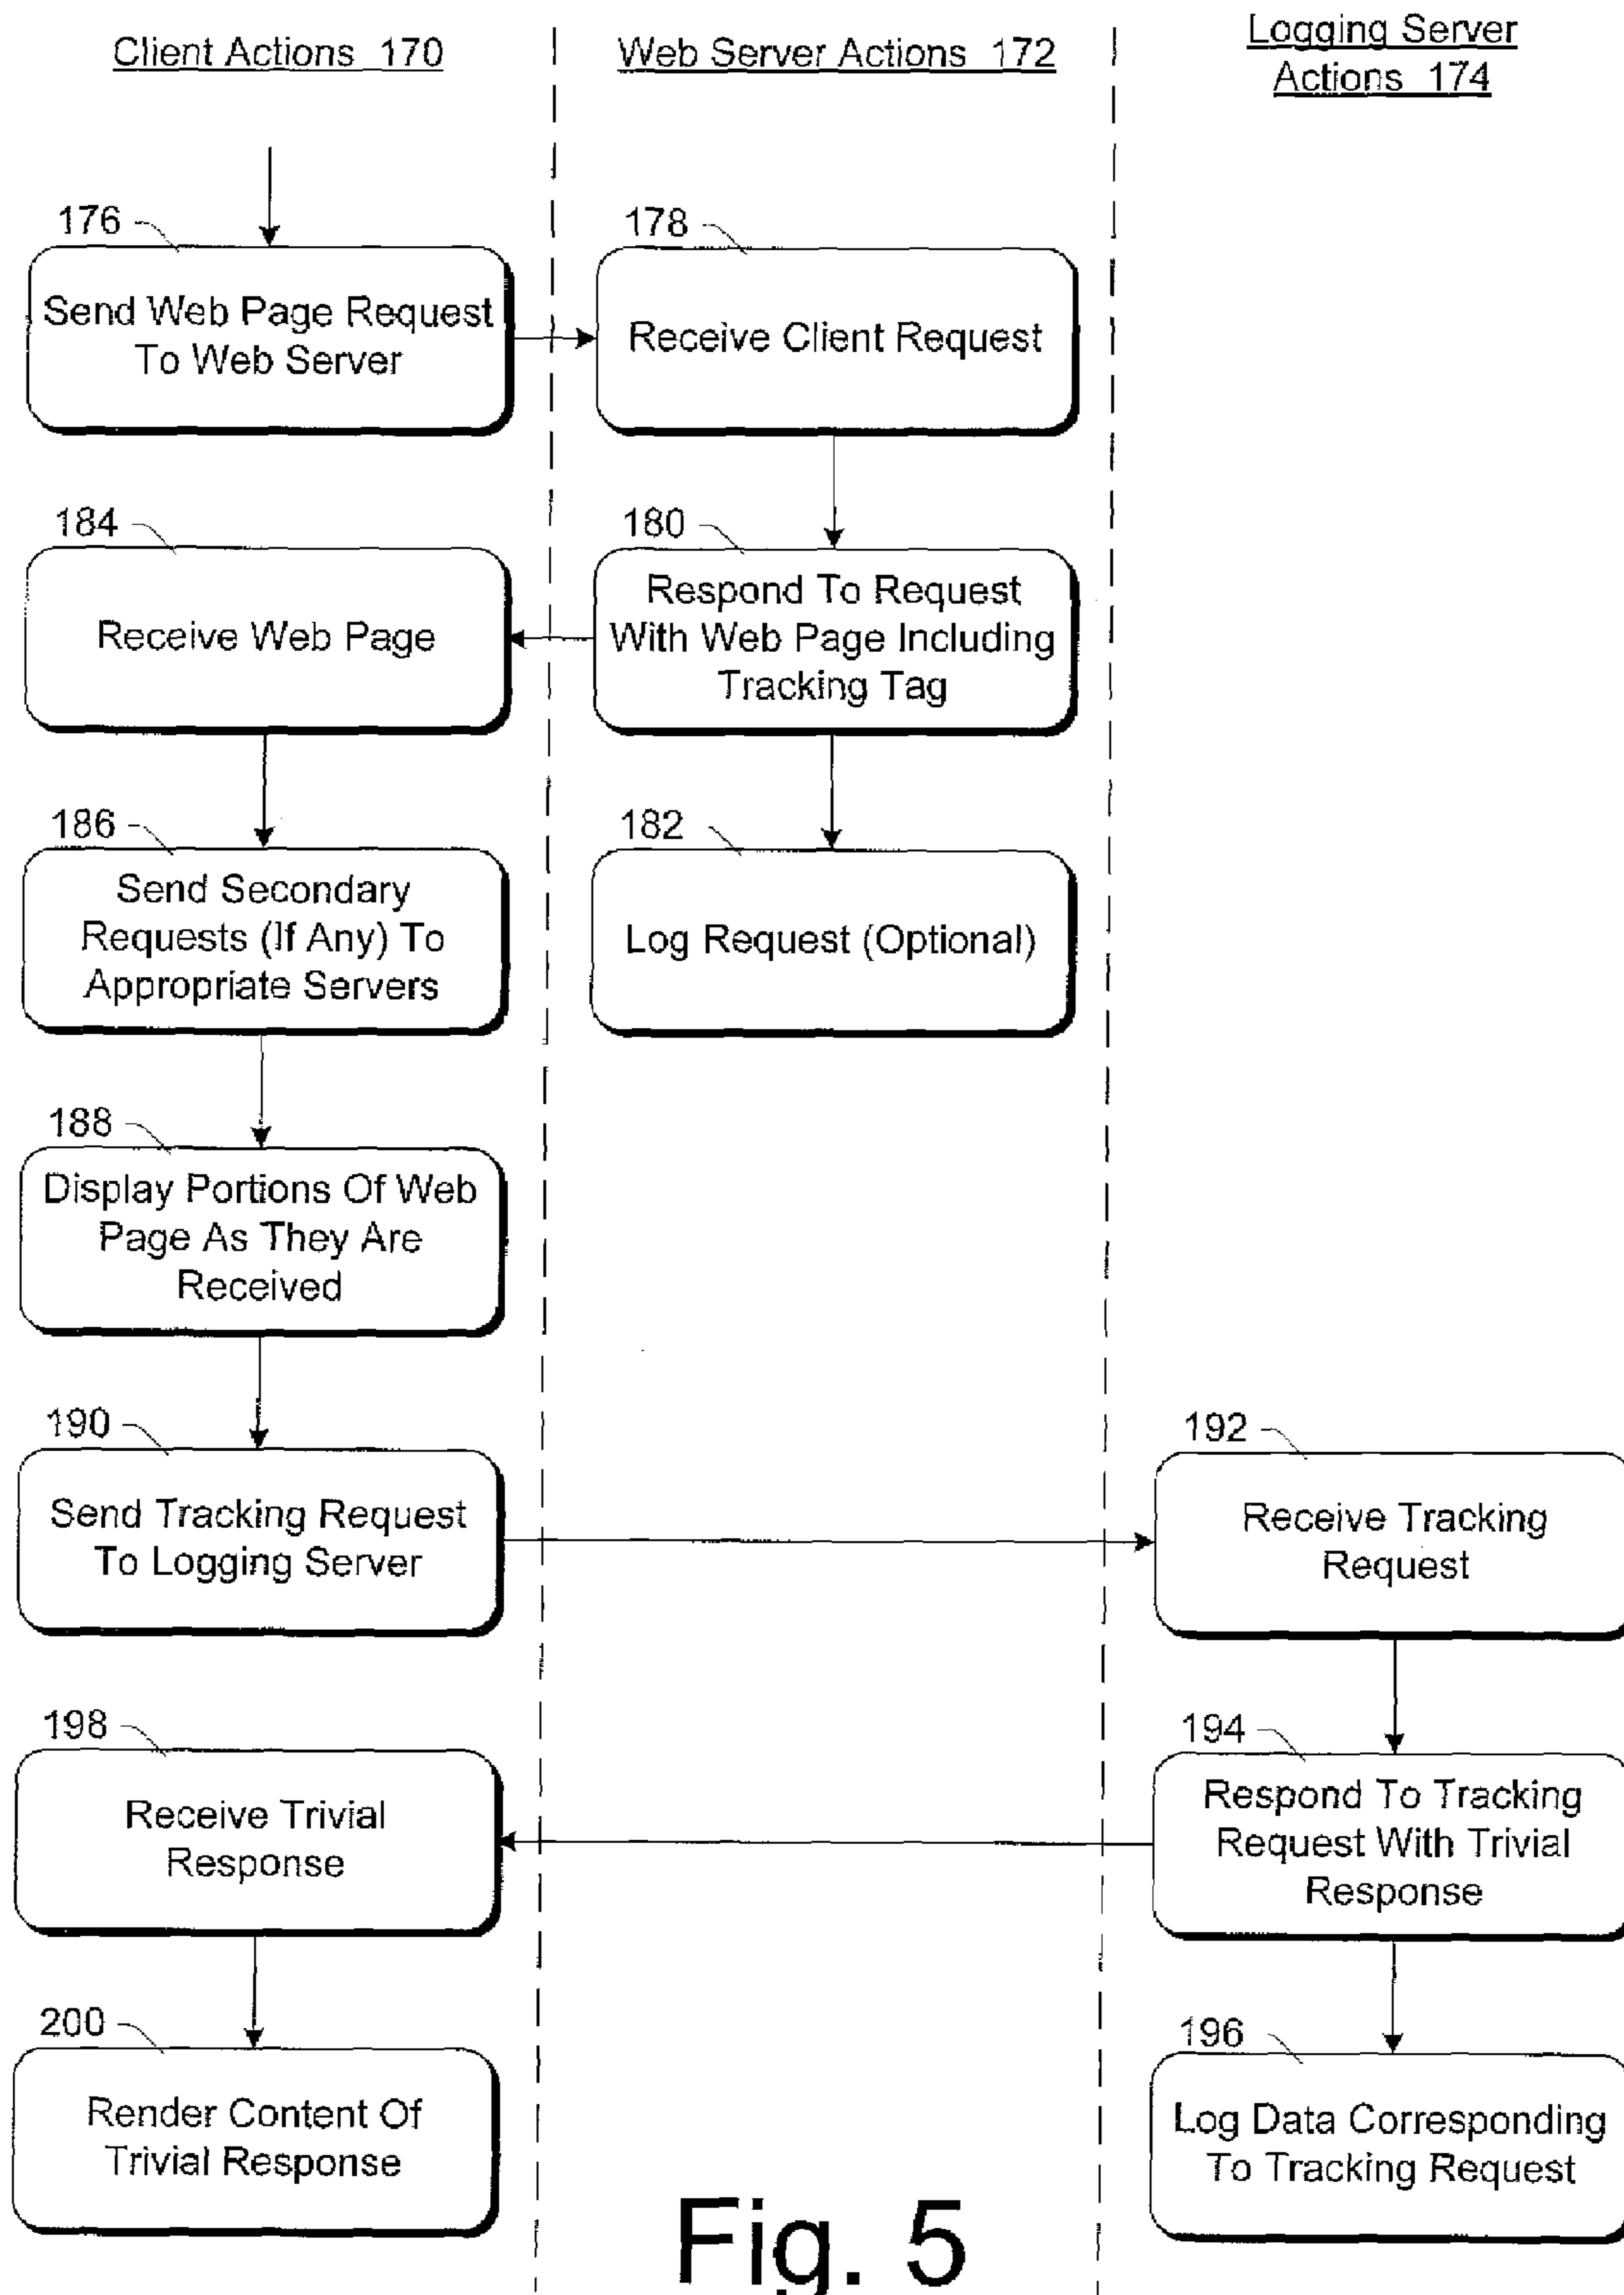 Client Actions 170
Web Server Actions 172
Logging Server
Actions 174
176
Send Web Page Request
To Web Server
178
Receive Client Request
184
Receive Web Page
180
Respond To Request
With Web Page Including
Tracking Tag
186
Send Secondary
Requests (If Any) To
Appropriate Servers
182
Log Request (Optional)
188
Display Portions Of Web
Page As They Are
Received
190
Send Tracking Request
To Logging Server
192
Receive Tracking
Request
198
Receive Trivial
Response
194
Respond To Tracking
Request With Trivial
Response
200
Render Content Of
Trivial Response
196
Log Data Corresponding
To Tracking Request
Fig. 5